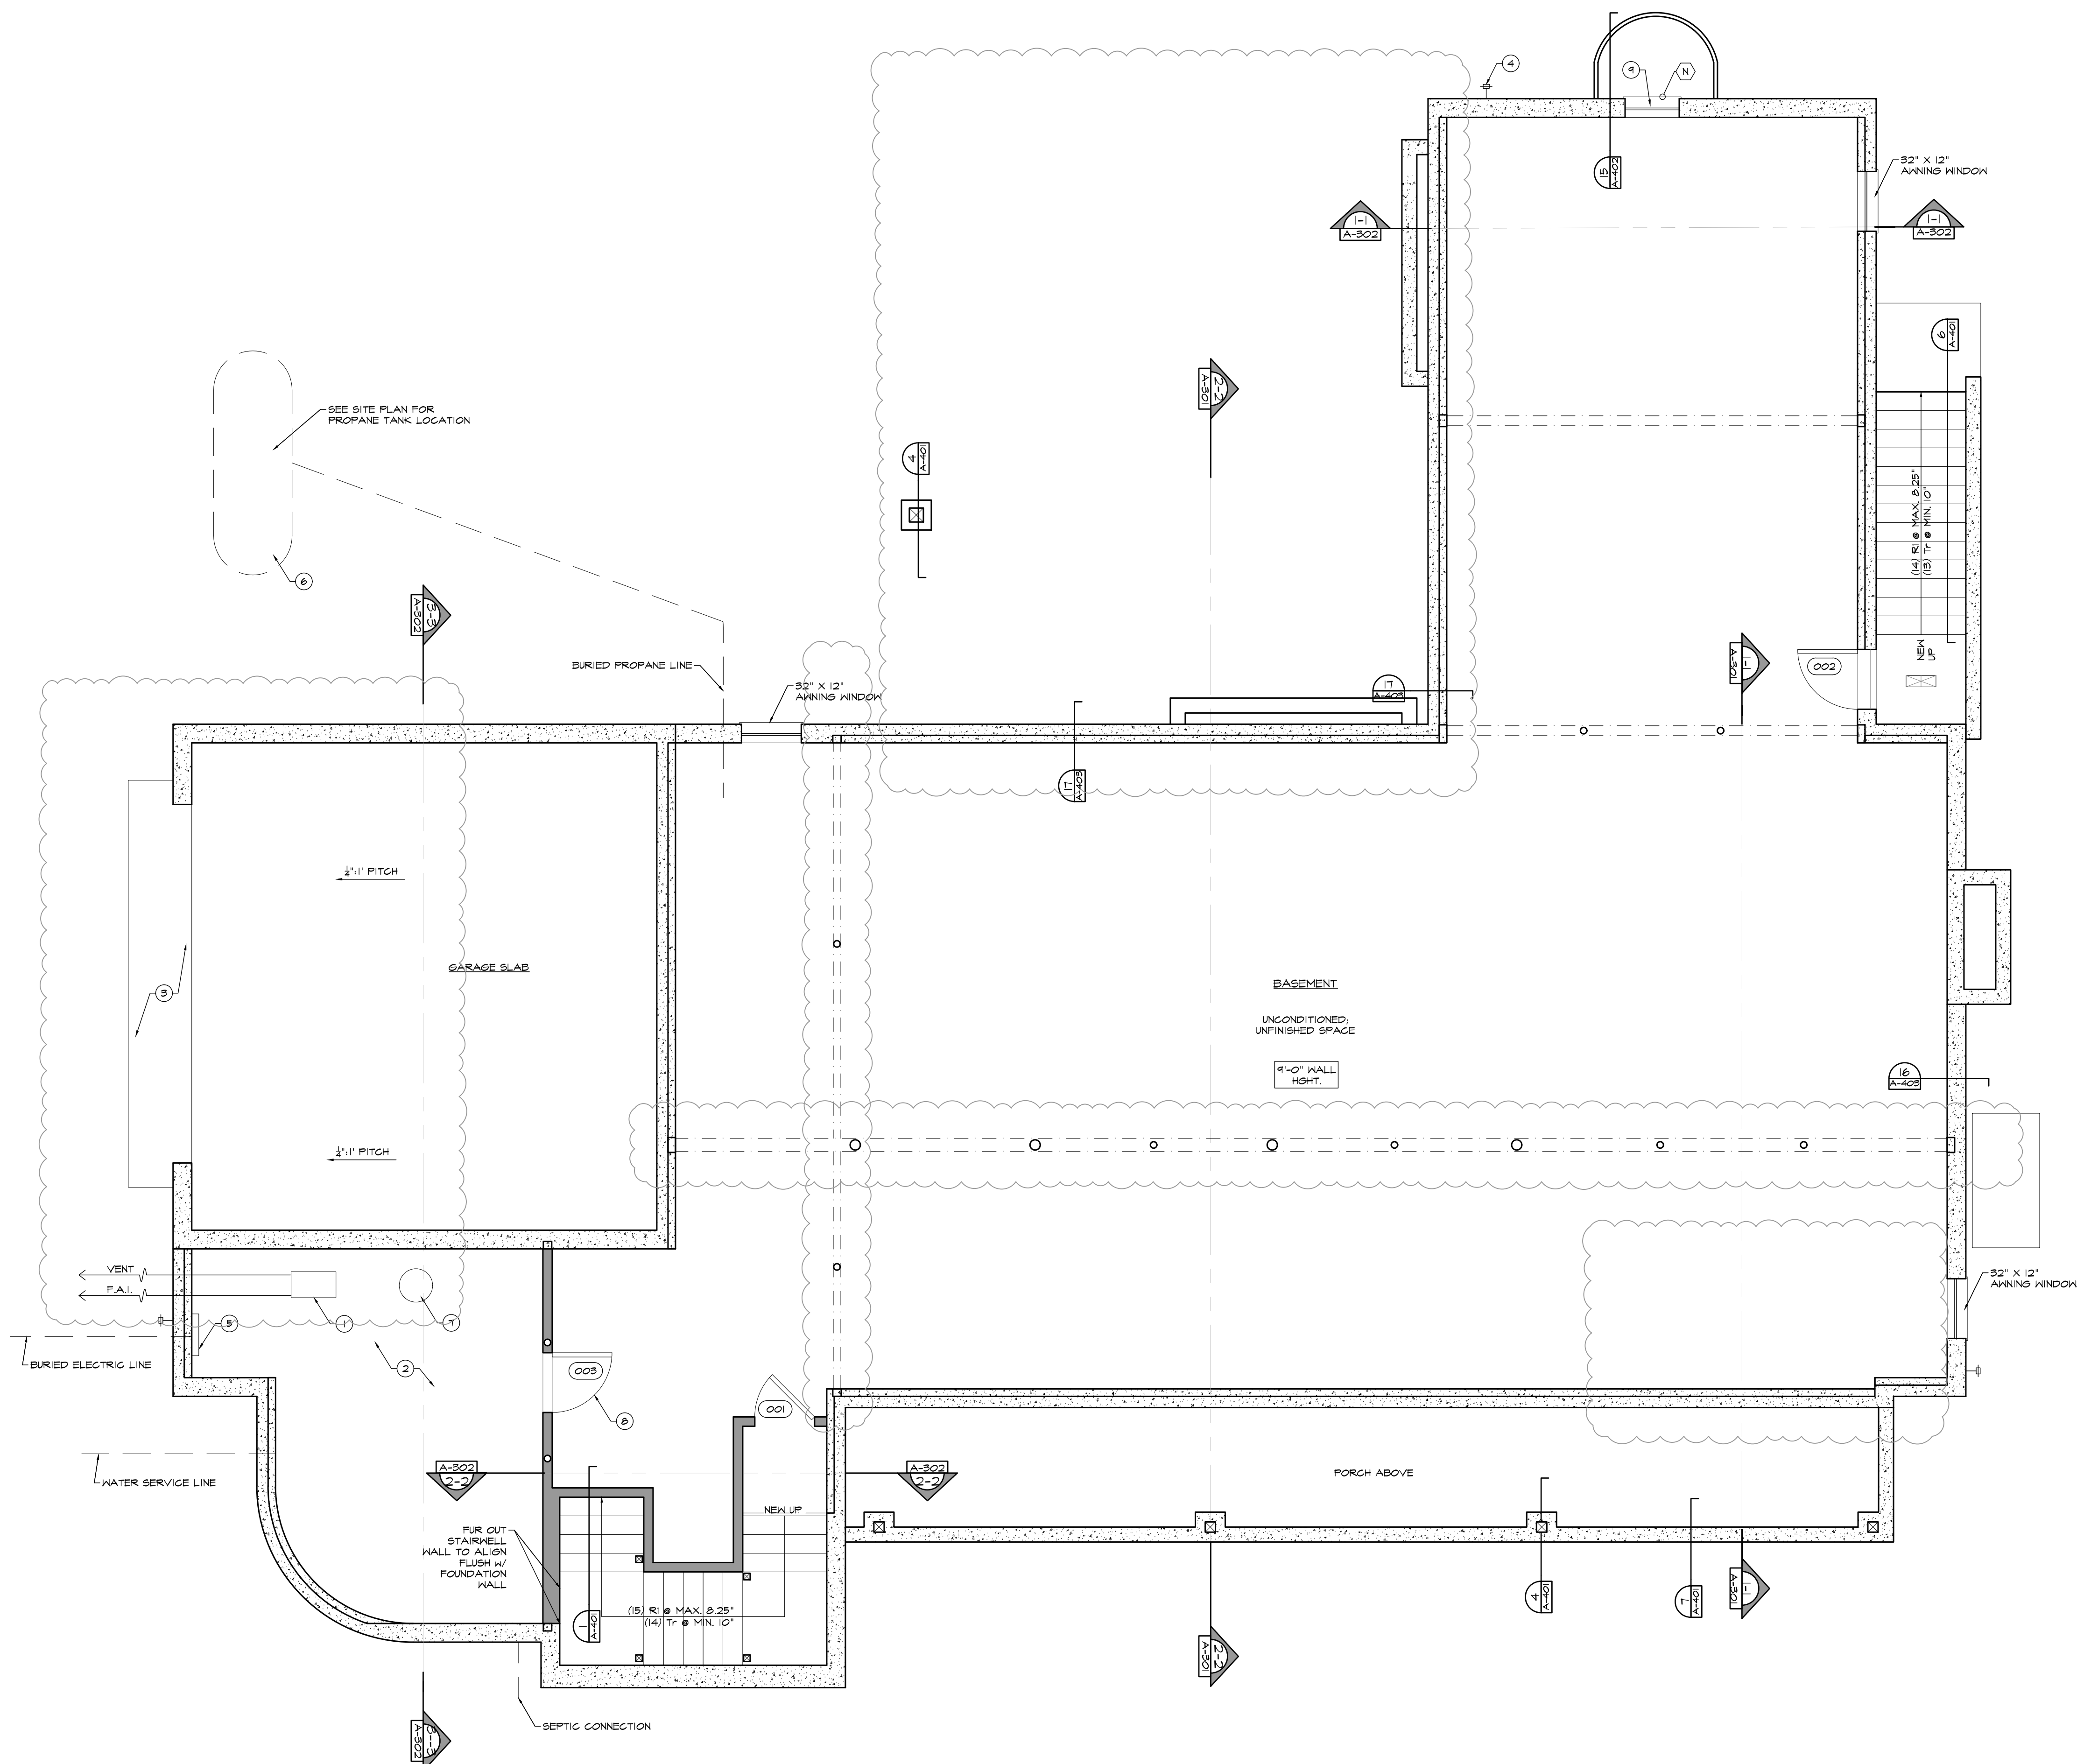 4
9
N
15
A-402
32" X 12"
AWNING WINDOW
1-1
A-302
1-1
A-302
6
A-401
2-2
A-301
SEE SITE PLAN FOR
PROPANE TANK LOCATION
4
A-401
(14) RI @ MAX. 8.25"
(13) Tr @ MIN. 10"
6
3-3
A-302
NEW
UP
1-1
A-301
002
BURIED PROPANE LINE
32" X 12"
AWNING WINDOW
17
A-403
17
A-403
¼":1' PITCH
GARAGE SLAB
3
BASEMENT
UNCONDITIONED;
UNFINISHED SPACE
9'-0" WALL
HGHT.
16
A-403
¼":1' PITCH
VENT
F.A.I.
32" X 12"
AWNING WINDOW
5
1
7
BURIED ELECTRIC LINE
2
003
001
8
WATER SERVICE LINE
A-302
2-2
A-302
2-2
PORCH ABOVE
NEW UP
FUR OUT
STAIRWELL
WALL TO ALIGN
FLUSH W/
FOUNDATION
WALL
(15) RI @ MAX. 8.25"
(14) Tr @ MIN. 10"
1
A-401
4
A-401
7
A-401
1-1
A-301
2-2
A-301
SEPTIC CONNECTION
3-3
A-302